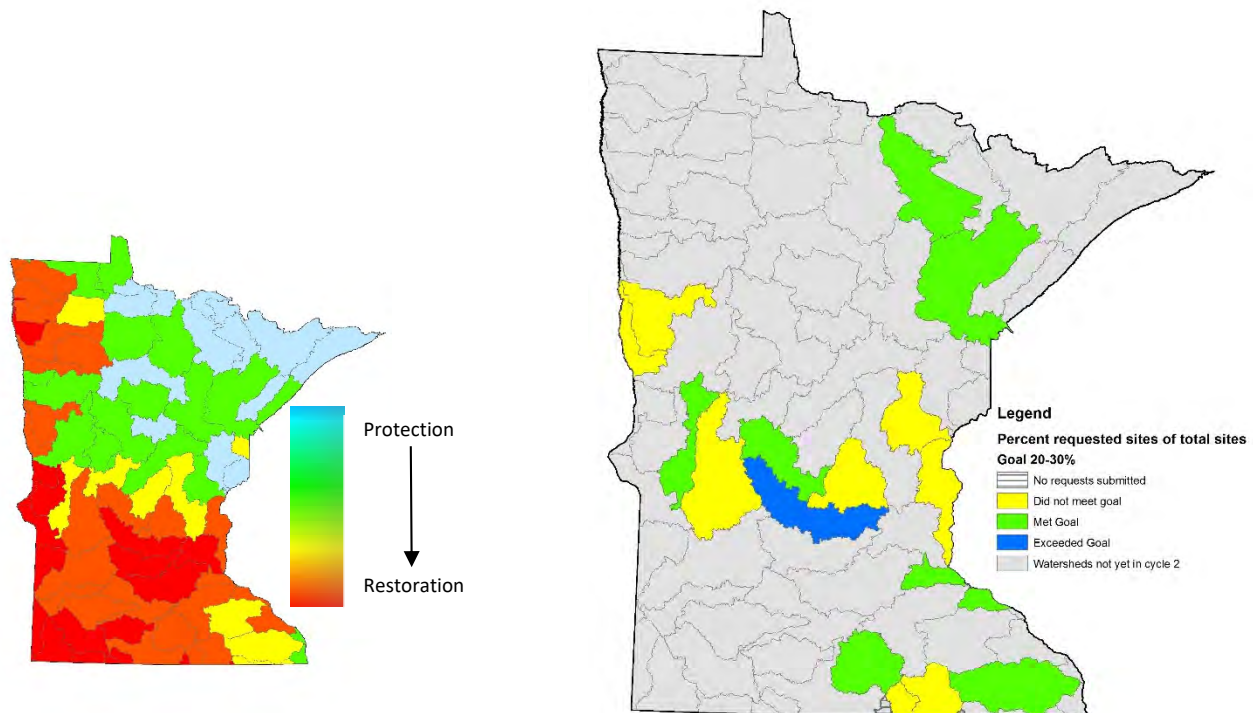 Protection
Restoration
Legend
Percent requested sites of total sites
Goal 20-30%
No requests submitted
Did not meet goal
Met Goal
Exceeded Goal
Watersheds not yet in cycle 2